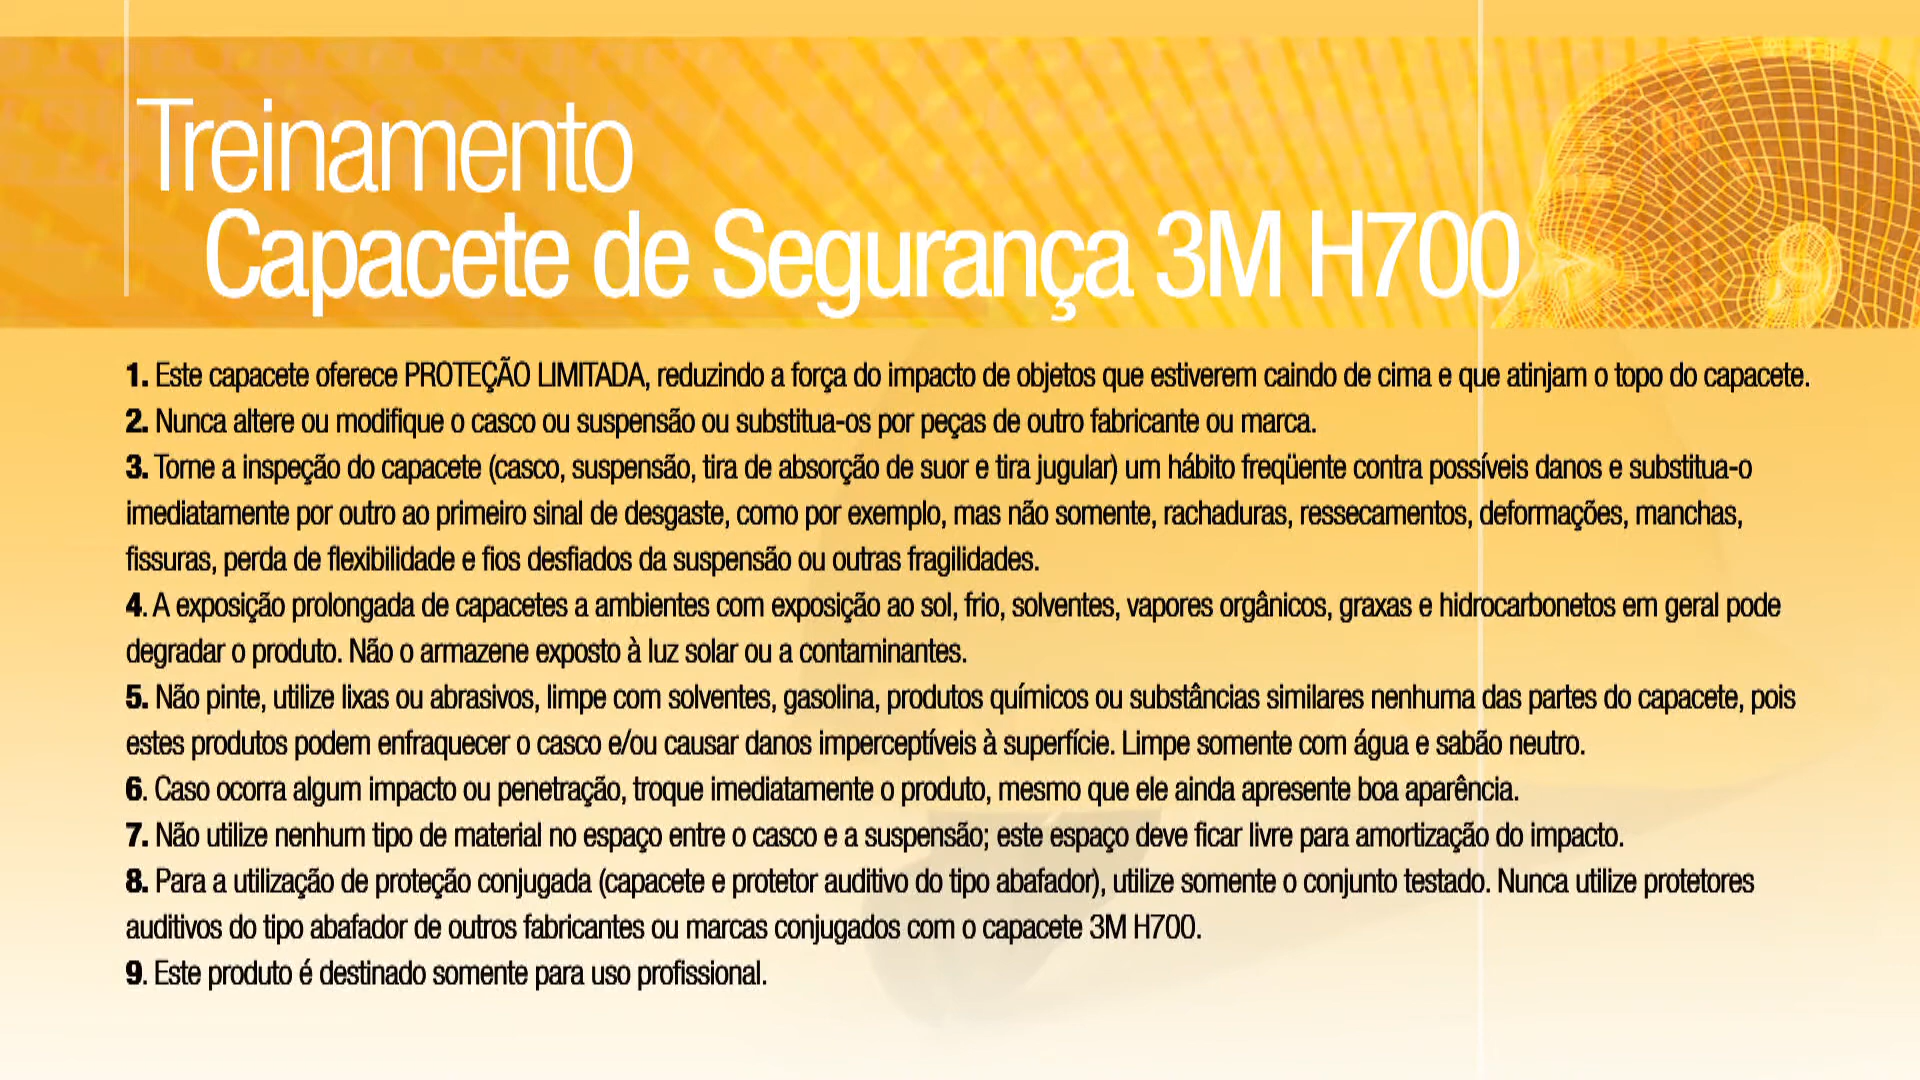 Treinamento
Capacete de Segurança 3M H700
1. Este capacete oferece PROTEÇÃO LIMITADA, reduzindo a força do impacto de objetos que estiverem caindo de cima e que atinjam o topo do capacete.
2. Nunca altere ou modifique o casco ou suspensão ou substitua-os por peças de outro fabricante ou marca.
3. Torne a inspeção do capacete (casco, suspensão, tira de absorção de suor e tira jugular) um hábito freqüente contra possíveis danos e substitua-o
imediatamente por outro ao primeiro sinal de desgaste, como por exemplo, mas não somente, rachaduras, ressecamentos, deformações, manchas,
fissuras, perda de flexibilidade e fios desfiados da suspensão ou outras fragilidades.
4. A exposição prolongada de capacetes a ambientes com exposição ao sol, frio, solventes, vapores orgânicos, graxas e hidrocarbonetos em geral pode
degradar o produto. Não o armazene exposto à luz solar ou a contaminantes.
5. Não pinte, utilize lixas ou abrasivos, limpe com solventes, gasolina, produtos químicos ou substâncias similares nenhuma das partes do capacete, pois
estes produtos podem enfraquecer o casco e/ou causar danos imperceptíveis à superfície. Limpe somente com água e sabão neutro.
6. Caso ocorra algum impacto ou penetração, troque imediatamente o produto, mesmo que ele ainda apresente boa aparência.
7. Não utilize nenhum tipo de material no espaço entre o casco e a suspensão; este espaço deve ficar livre para amortização do impacto.
8. Para a utilização de proteção conjugada (capacete e protetor auditivo do tipo abafador), utilize somente o conjunto testado. Nunca utilize protetores
auditivos do tipo abafador de outros fabricantes ou marcas conjugados com o capacete 3M H700.
9. Este produto é destinado somente para uso profissional.